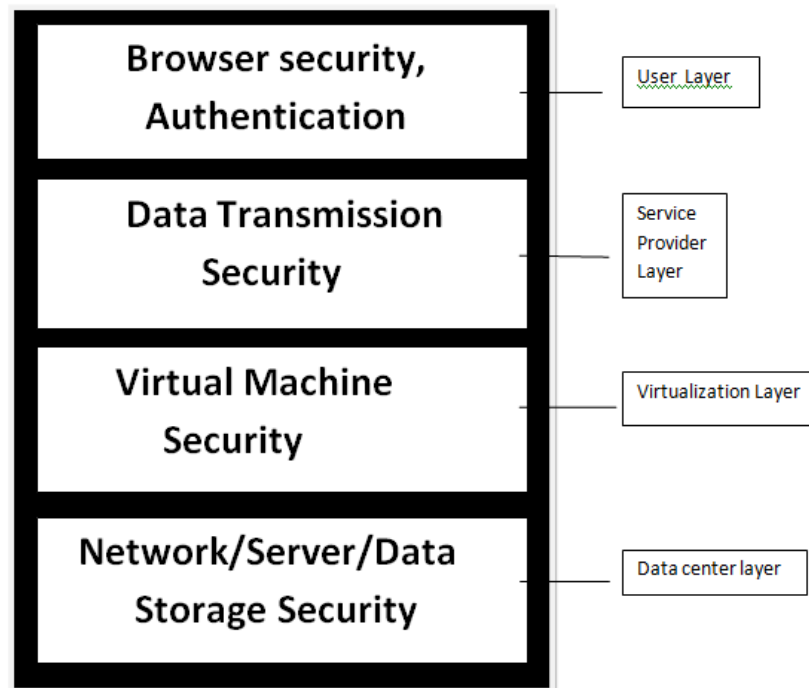 Browser security,
Authentication
User Layer
Data Transmission
Security
Service
Provider
Layer
Virtual Machine
Security
Virtualization Layer
Network/Server/Data
Storage Security
Data center layer